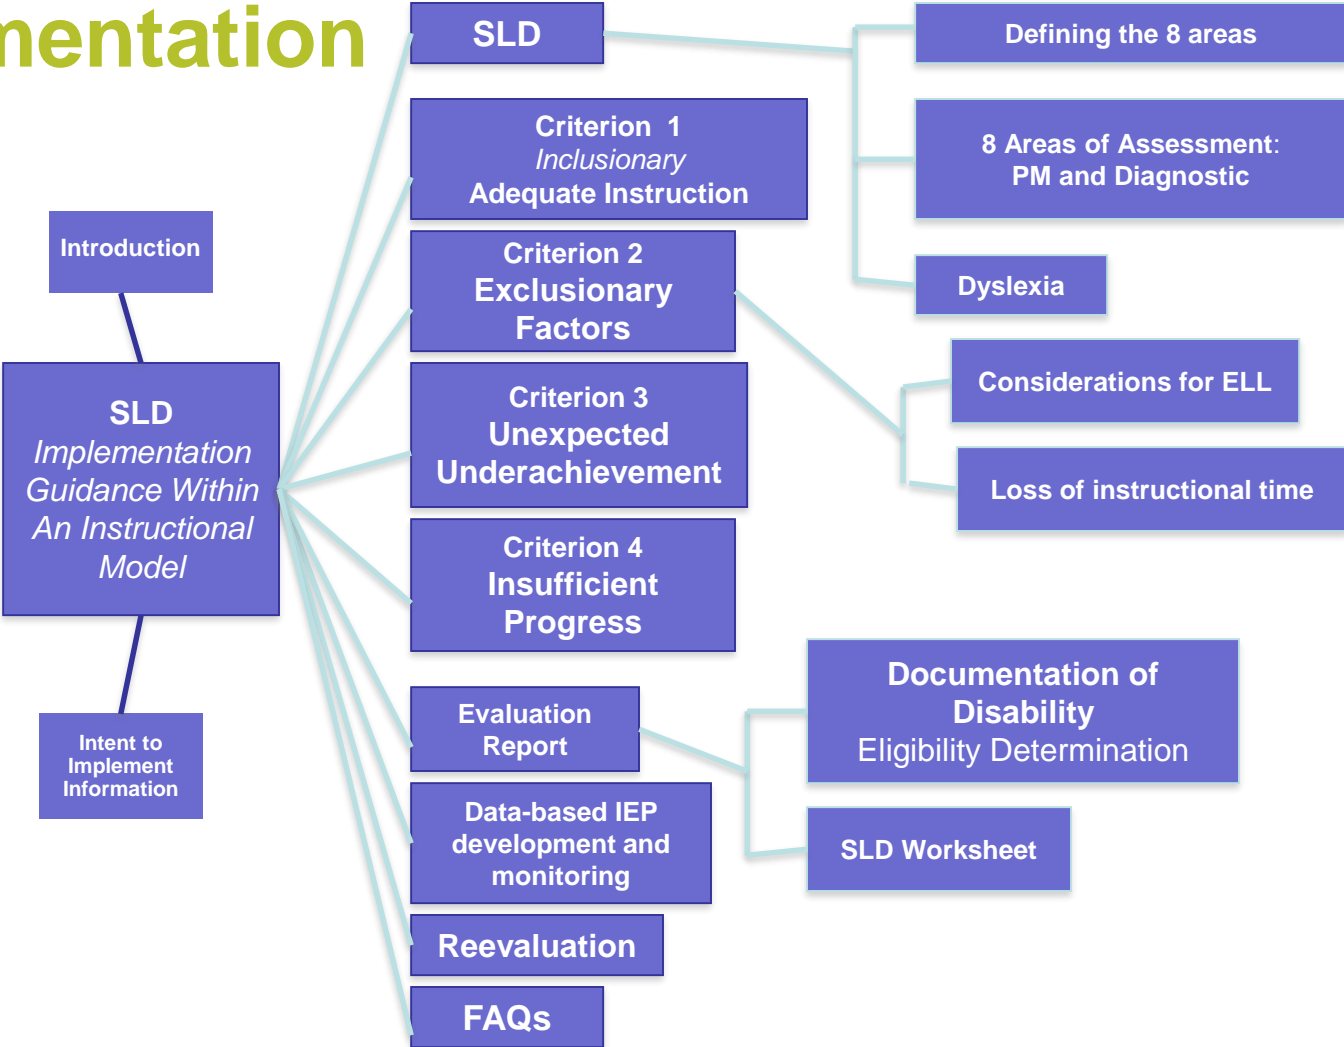 mentation
Introduction
SLD
Implementation
Guidance Within
An Instructional
Model
Intent to
Implement
Information
SLD
Criterion 1
Inclusionary
Adequate Instruction
Criterion 2
Exclusionary
Factors
Criterion 3
Unexpected
Underachievement
Criterion 4
Insufficient
Progress
Evaluation
Report
Data-based IEP
development and
monitoring
Reevaluation
FAQs
Defining the 8 areas
8 Areas of Assessment:
PM and Diagnostic
Dyslexia
Considerations for ELL
Loss of instructional time
Documentation of
Disability
Eligibility Determination
SLD Worksheet